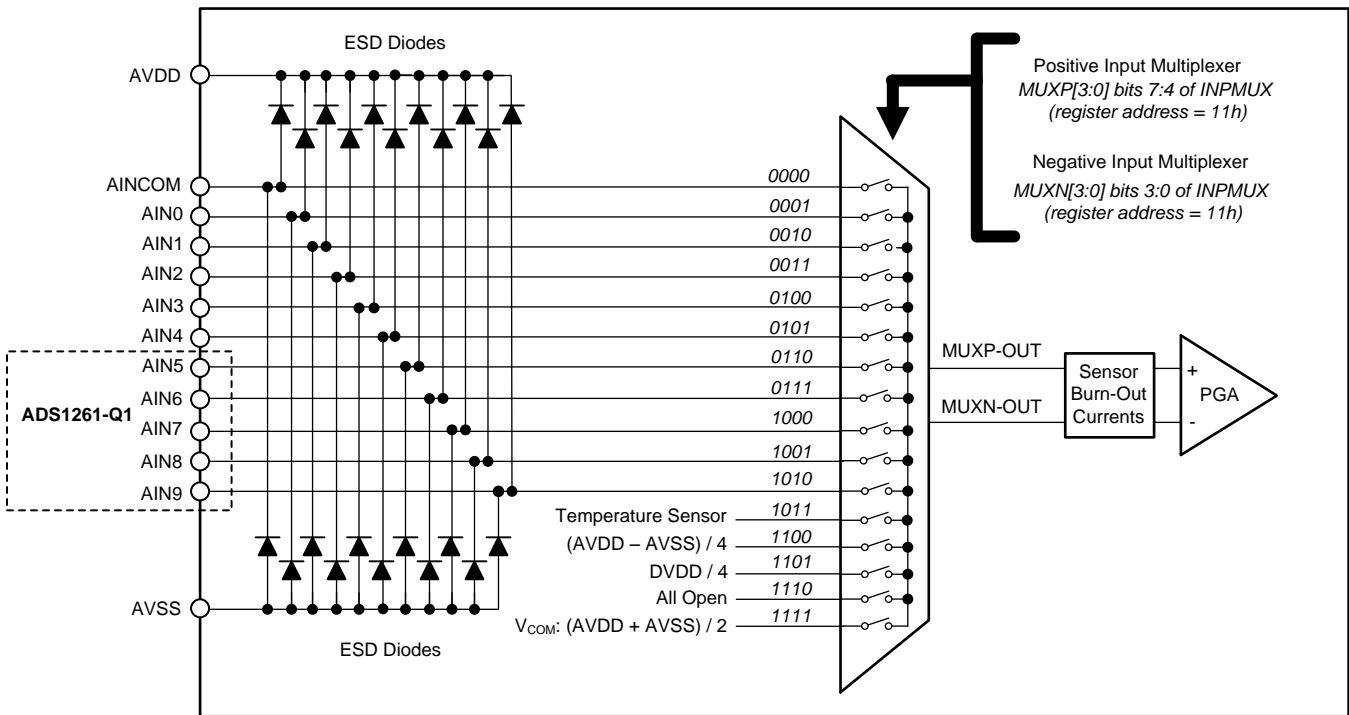 ESD Diodes
AVDD
AINCOM
AIN0
AIN1
AIN2
AIN3
AIN4
AIN5
AIN6
AIN7
AIN8
AIN9
AVSS
ADS1261-Q1
ESD Diodes
0000
0001
0010
0011
0100
0101
0110
0111
1000
1001
1010
Temperature Sensor 1011
(AVDD – AVSS) / 4 1100
DVDD / 4 1101
All Open 1110
VCOM: (AVDD + AVSS) / 2 1111
Positive Input Multiplexer
MUXP[3:0] bits 7:4 of INPMUX
(register address = 11h)
Negative Input Multiplexer
MUXN[3:0] bits 3:0 of INPMUX
(register address = 11h)
MUXP-OUT
MUXN-OUT
Sensor
Burn-Out
Currents
+
PGA
-